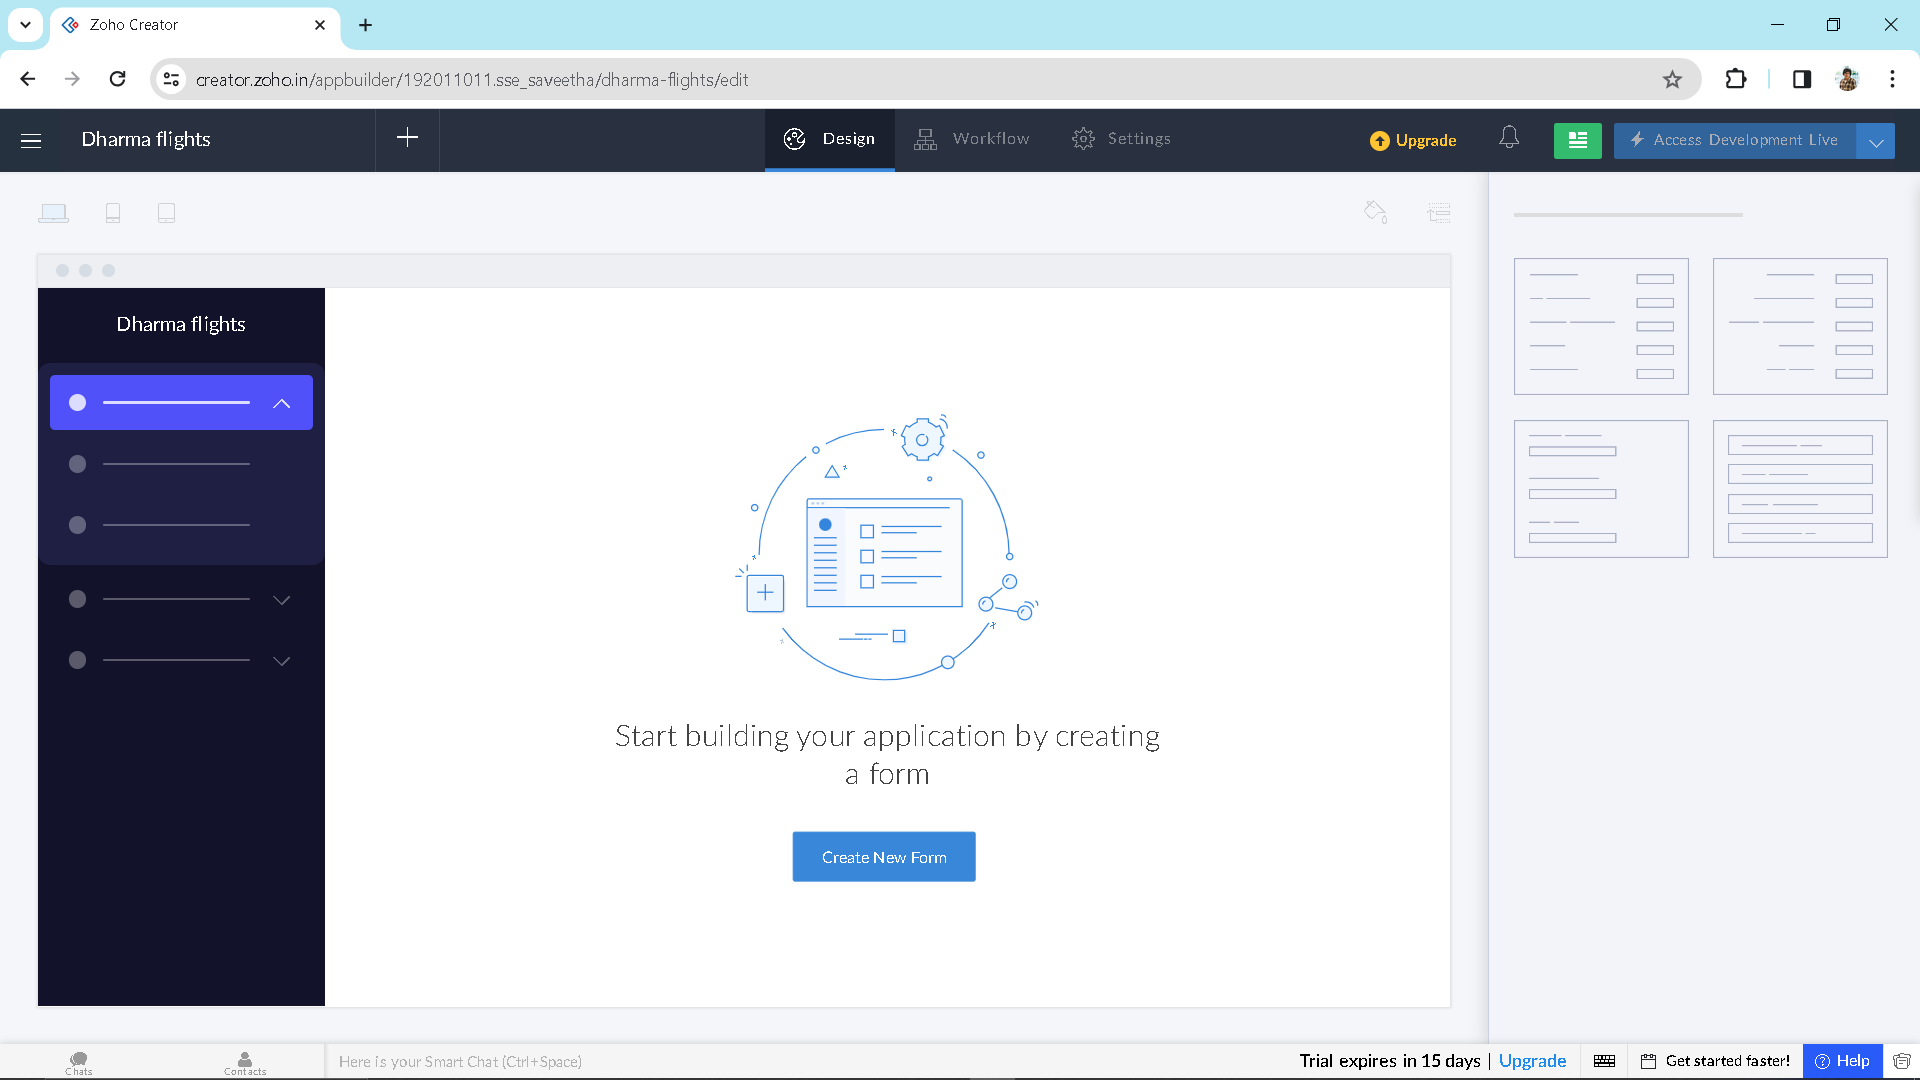 Zoho Creator
creator.zoho.in/appbuilder/192011011.sse_saveetha/dharma-flights/edit
Dharma flights
Design
Workflow
Settings
Upgrade
Access Development Live
Dharma flights
Start building your application by creating
a form
Create New Form
Chats
Contacts
Here is your Smart Chat (Ctrl+Space)
Trial expires in 15 days | Upgrade
Get started faster!
Help